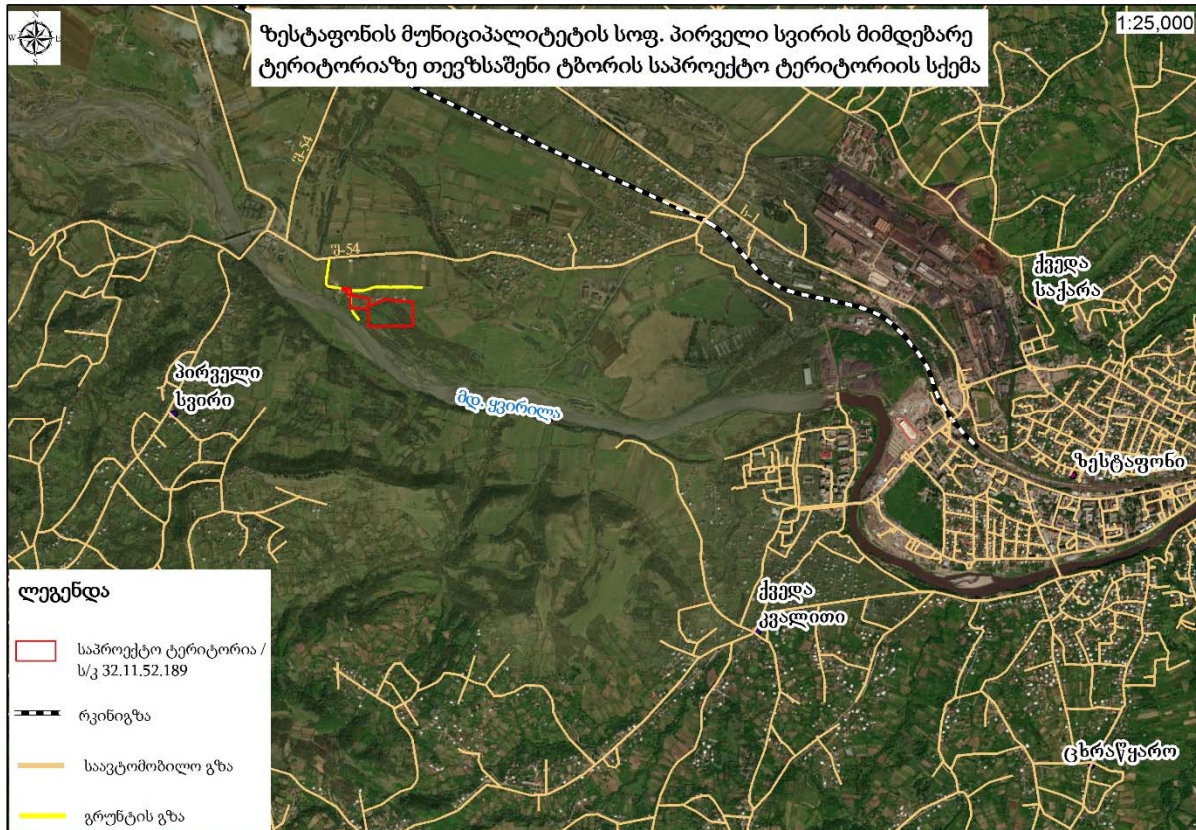 N
W
E
S
1:25,000
ზესტაფონის მუნიციპალიტეტის სოფ. პირველი სვირის მიმდებარე
ტერიტორიაზე თევზსაშენი ტბორის საპროექტო ტერიტორიის სქემა
შ-54
ს-1
შ-54
ქვედა
საქარა
პირველი
სვირი
მდ. ყვირილა
ზესტაფონი
ქვედა
კვალითი
ცხრაწყარო
ლეგენდა
საპროექტო ტერიტორია /
ს/კ 32.11.52.189
რკინიგზა
საავტომობილო გზა
გრუნტის გზა